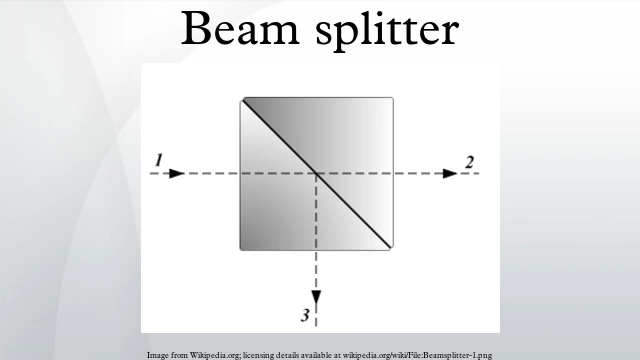 Beam splitter
1
2
3
Image from Wikipedia.org; licensing details available at wikipedia.org/wiki/File:Beamsplitter-1.png